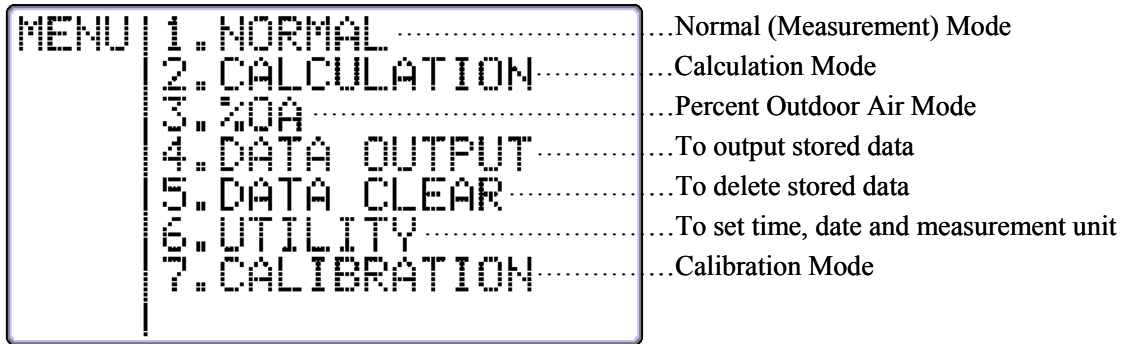 MENU 1.NORMAL ..............................Normal (Measurement) Mode
2.CALCULATION ...............Calculation Mode
3.%OA ........................................Percent Outdoor Air Mode
4.DATA OUTPUT ...............To output stored data
5.DATA CLEAR ..................To delete stored data
6.UTILITY ............................To set time, date and measurement unit
7.CALIBRATION ...............Calibration Mode